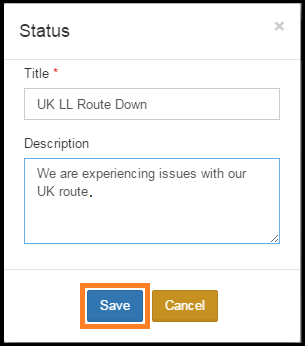 Status ×
Title *
UK LL Route Down
Description
We are experiencing issues with our
UK route.
Save Cancel